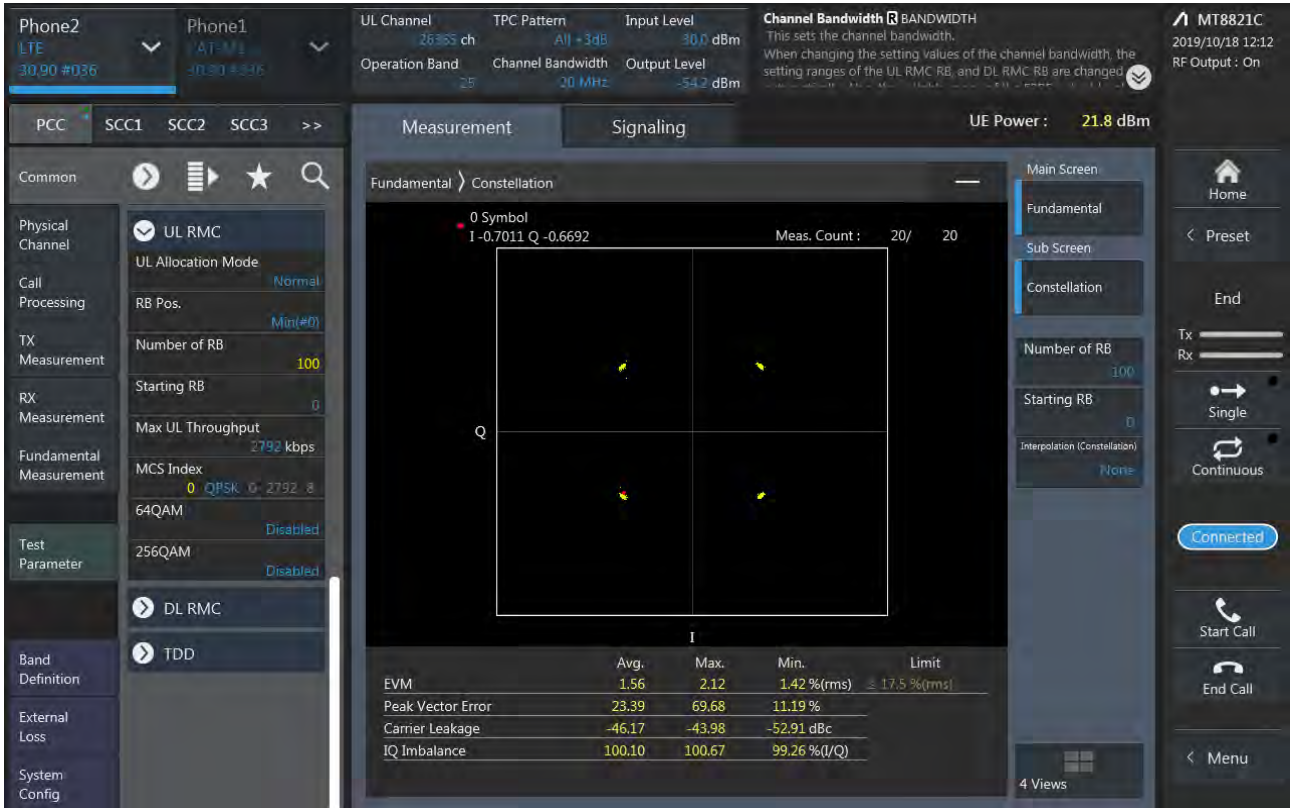 Phone2
LTE
30.90 #036
Phone1
CAT-M1
30.90 #036
UL Channel
26365 ch
TPC Pattern
All +3dB
Input Level
30.0 dBm
Operation Band
25
Channel Bandwidth
20 MHz
Output Level
-54.2 dBm
Channel Bandwidth R BANDWIDTH
This sets the channel bandwidth.
When changing the setting values of the channel bandwidth, the
setting ranges of the UL RMC RB, and DL RMC RB are changed
MT8821C
2019/10/18 12:12
RF Output : On
PCC SCC1 SCC2 SCC3 >>
Measurement
Signaling
UE Power : 21.8 dBm
Common
Physical
Channel
Call
Processing
TX
Measurement
RX
Measurement
Fundamental
Measurement
Test
Parameter
Band
Definition
External
Loss
System
Config
UL RMC
UL Allocation Mode
Normal
RB Pos.
Min(#0)
Number of RB
100
Starting RB
0
Max UL Throughput
2792 kbps
MCS Index
0 QPSK 0 2792 8
64QAM
Disabled
256QAM
Disabled
DL RMC
TDD
Fundamental > Constellation
0 Symbol
I -0.7011 Q -0.6692
Meas. Count : 20/ 20
Q
I
Avg. Max. Min. Limit
EVM 1.56 2.12 1.42 %(rms) ≤ 17.5 %(rms)
Peak Vector Error 23.39 69.68 11.19 %
Carrier Leakage -46.17 -43.98 -52.91 dBc
IQ Imbalance 100.10 100.67 99.26 %(I/Q)
Main Screen
Fundamental
Sub Screen
Constellation
Number of RB
100
Starting RB
0
Interpolation (Constellation)
None
4 Views
Home
< Preset
End
Tx
Rx
Single
Continuous
Connected
Start Call
End Call
< Menu